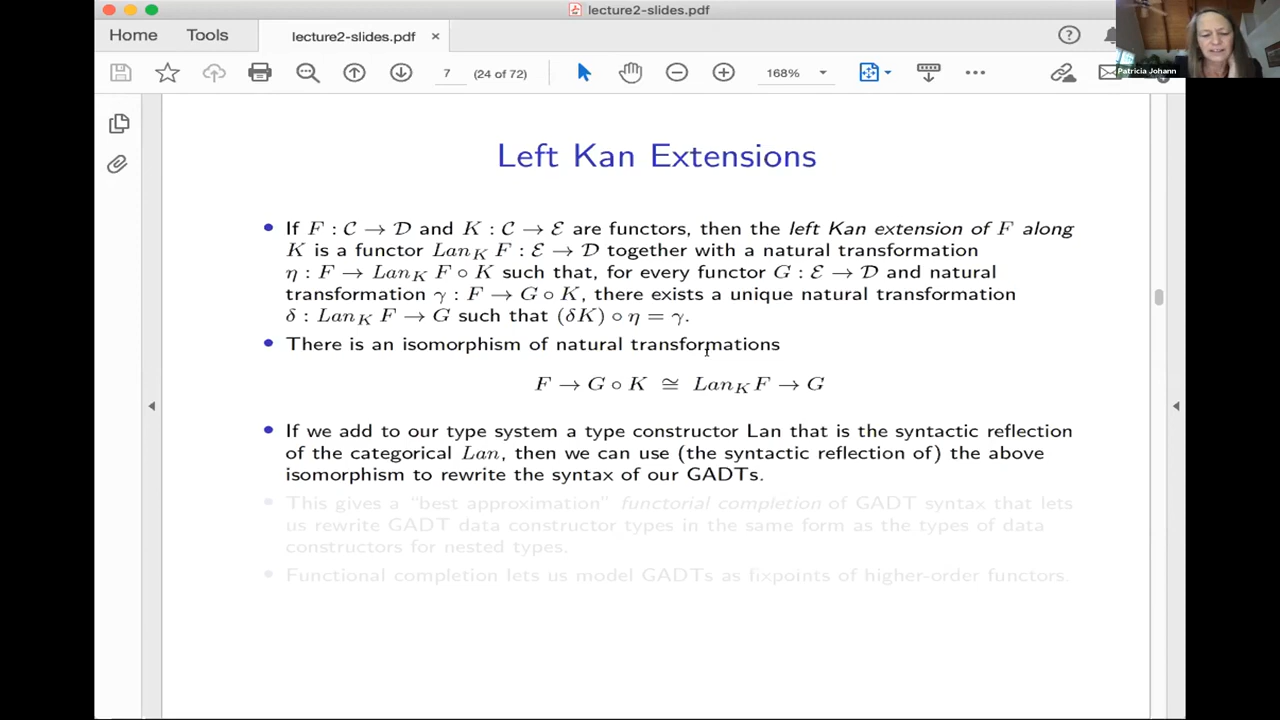 lecture2-slides.pdf
Home Tools lecture2-slides.pdf ×
7 (24 of 72) 168%
Patricia Johann
Left Kan Extensions
• If F : C → D and K : C → E are functors, then the left Kan extension of F along
K is a functor Lan_K F : E → D together with a natural transformation
η : F → Lan_K F ∘ K such that, for every functor G : E → D and natural
transformation γ : F → G ∘ K, there exists a unique natural transformation
δ : Lan_K F → G such that (δK) ∘ η = γ.
• There is an isomorphism of natural transformations
F → G ∘ K ≅ Lan_K F → G
• If we add to our type system a type constructor Lan that is the syntactic reflection
of the categorical Lan, then we can use (the syntactic reflection of) the above
isomorphism to rewrite the syntax of our GADTs.
• This gives a “best approximation” functorial completion of GADT syntax that lets
us rewrite GADT data constructor types in the same form as the types of data
constructors for nested types.
• Functional completion lets us model GADTs as fixpoints of higher-order functors.